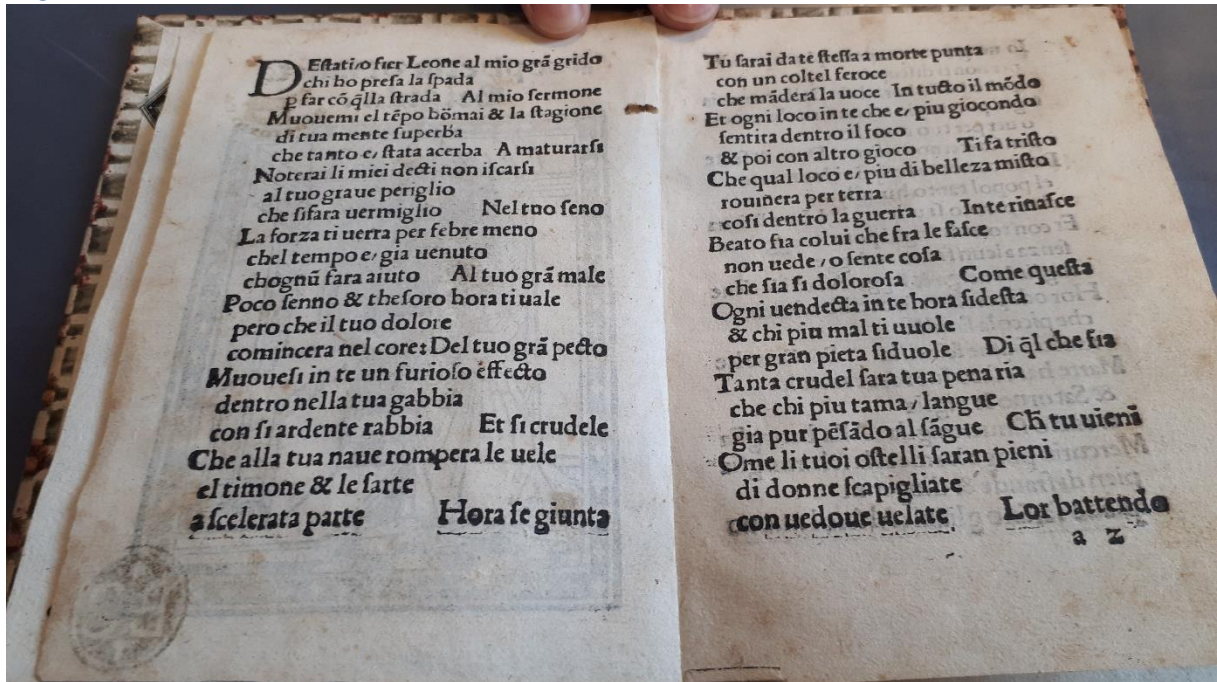 DEſtati/o fier Leone al mio grã grido
chi ho preſa la ſpada
p̱ far cõ q̃lla ſtrada Al mio ſermone
Muouemi el tẽpo hõmai & la ſtagione
di tua mente ſuperba
che tanto e/ ſtata acerba A maturarſi
Noterai li miei decti non iſcarſi
al tuo graue periglio
che ſifara uermiglio Nel tuo ſeno
La forza ti uerra per febre meno
chel tempo e/ gia uenuto
chognũ fara aiuto Al tuo grã male
Poco ſenno & theſoro hora ti uale
pero che il tuo dolore
comincera nel core: Del tuo grã pecto
Muoueſi in te un furioſo effecto
dentro nella tua gabbia
con ſi ardente rabbia Et ſi crudele
Che alla tua naue rompera le uele
el timone & le ſarte
a ſcelerata parte Hora ſe giunta
Tu ſarai da te ſteſſa a morte punta
con un coltel feroce
che mãdera la uoce In tucto il mõdo
Et ogni loco in te che e/ piu giocondo
ſentira dentro il foco
& poi con altro gioco Ti fa triſto
Che qual loco e/ piu di belleza miſto
rouinera per terra
coſi dentro la guerra In te rinaſce
Beato fia colui che fra le faſce
non uede / o ſente coſa
che ſia ſi doloroſa Come queſta
Ogni uendecta in te hora ſideſta
& chi piu mal ti uuole
per gran pieta ſiduole Di q̃l che fia
Tanta crudel ſara tua pena ria
che chi piu tama / langue
gia pur pẽſãdo al ſãgue Ch̃ tu uieni
Ome li tuoi oſtelli ſaran pieni
di donne ſcapigliate
con uedoue uelate Lor battendo
a 2